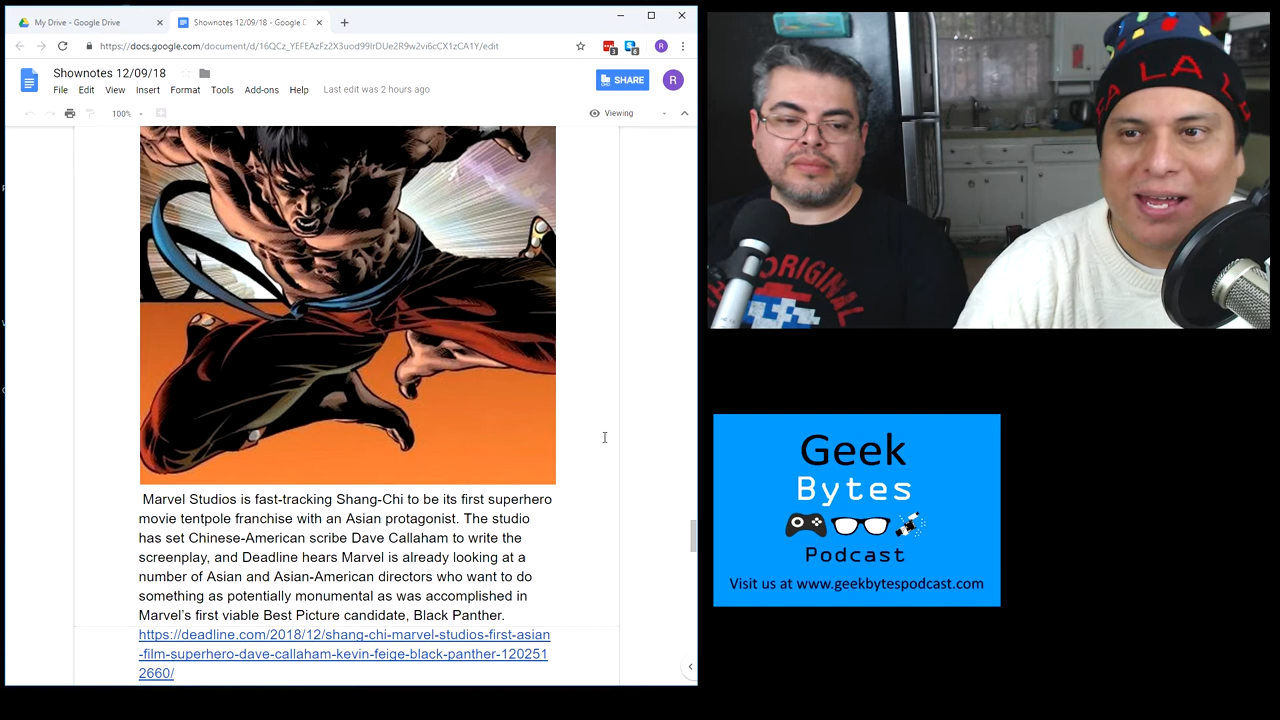 My Drive - Google Drive
Shownotes 12/09/18 - Google D
https://docs.google.com/document/d/16QCz_YEFEAzFz2X3uod99IrDUe2R9w2vi6cCX1zCA1Y/edit
Shownotes 12/09/18
File Edit View Insert Format Tools Add-ons Help Last edit was 2 hours ago
SHARE
R
100%
Viewing
Marvel Studios is fast-tracking Shang-Chi to be its first superhero
movie tentpole franchise with an Asian protagonist. The studio
has set Chinese-American scribe Dave Callaham to write the
screenplay, and Deadline hears Marvel is already looking at a
number of Asian and Asian-American directors who want to do
something as potentially monumental as was accomplished in
Marvel’s first viable Best Picture candidate, Black Panther.
https://deadline.com/2018/12/shang-chi-marvel-studios-first-asian
-film-superhero-dave-callaham-kevin-feige-black-panther-120251
2660/
ORIGINAL
LA LA
Geek
Bytes
Podcast
Visit us at www.geekbytespodcast.com